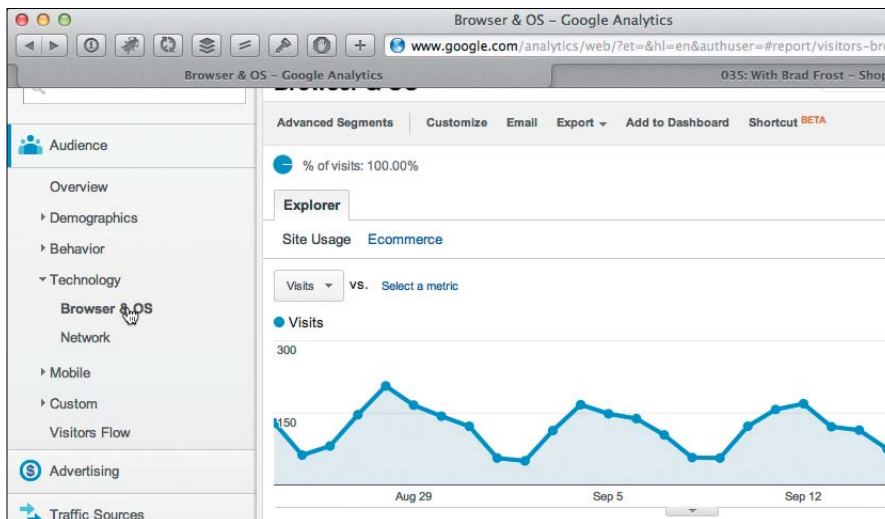 Browser & OS – Google Analytics
www.google.com/analytics/web/?et=&hl=en&authuser=#report/visitors-bro
Browser & OS – Google Analytics
035: With Brad Frost – Shop
Browser & OS
Advanced Segments Customize Email Export Add to Dashboard Shortcut BETA
% of visits: 100.00%
Explorer
Site Usage Ecommerce
Visits VS. Select a metric
Visits
300
150
Aug 29 Sep 5 Sep 12
Audience
Overview
Demographics
Behavior
Technology
Browser & OS
Network
Mobile
Custom
Visitors Flow
Advertising
Traffic Sources